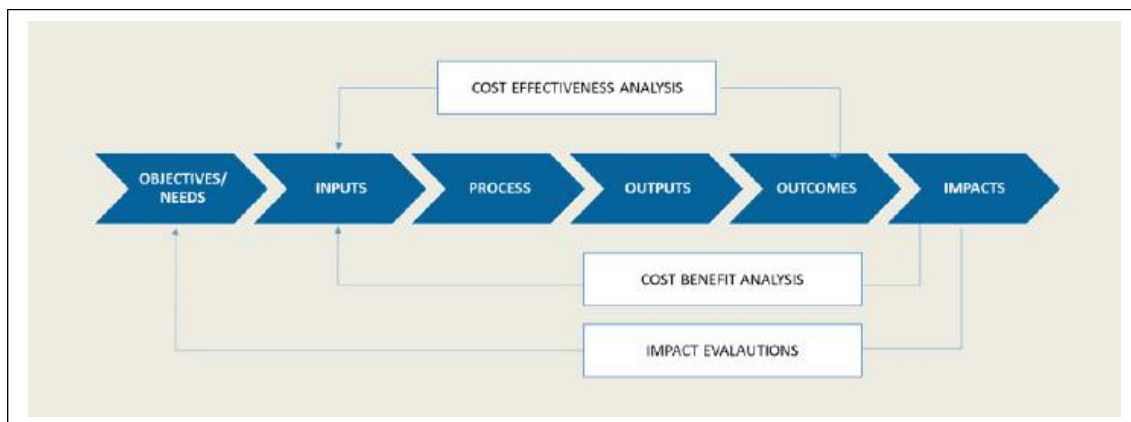 COST EFFECTIVENESS ANALYSIS
OBJECTIVES/
NEEDS
INPUTS
PROCESS
OUTPUTS
OUTCOMES
IMPACTS
COST BENEFIT ANALYSIS
IMPACT EVALAUTIONS